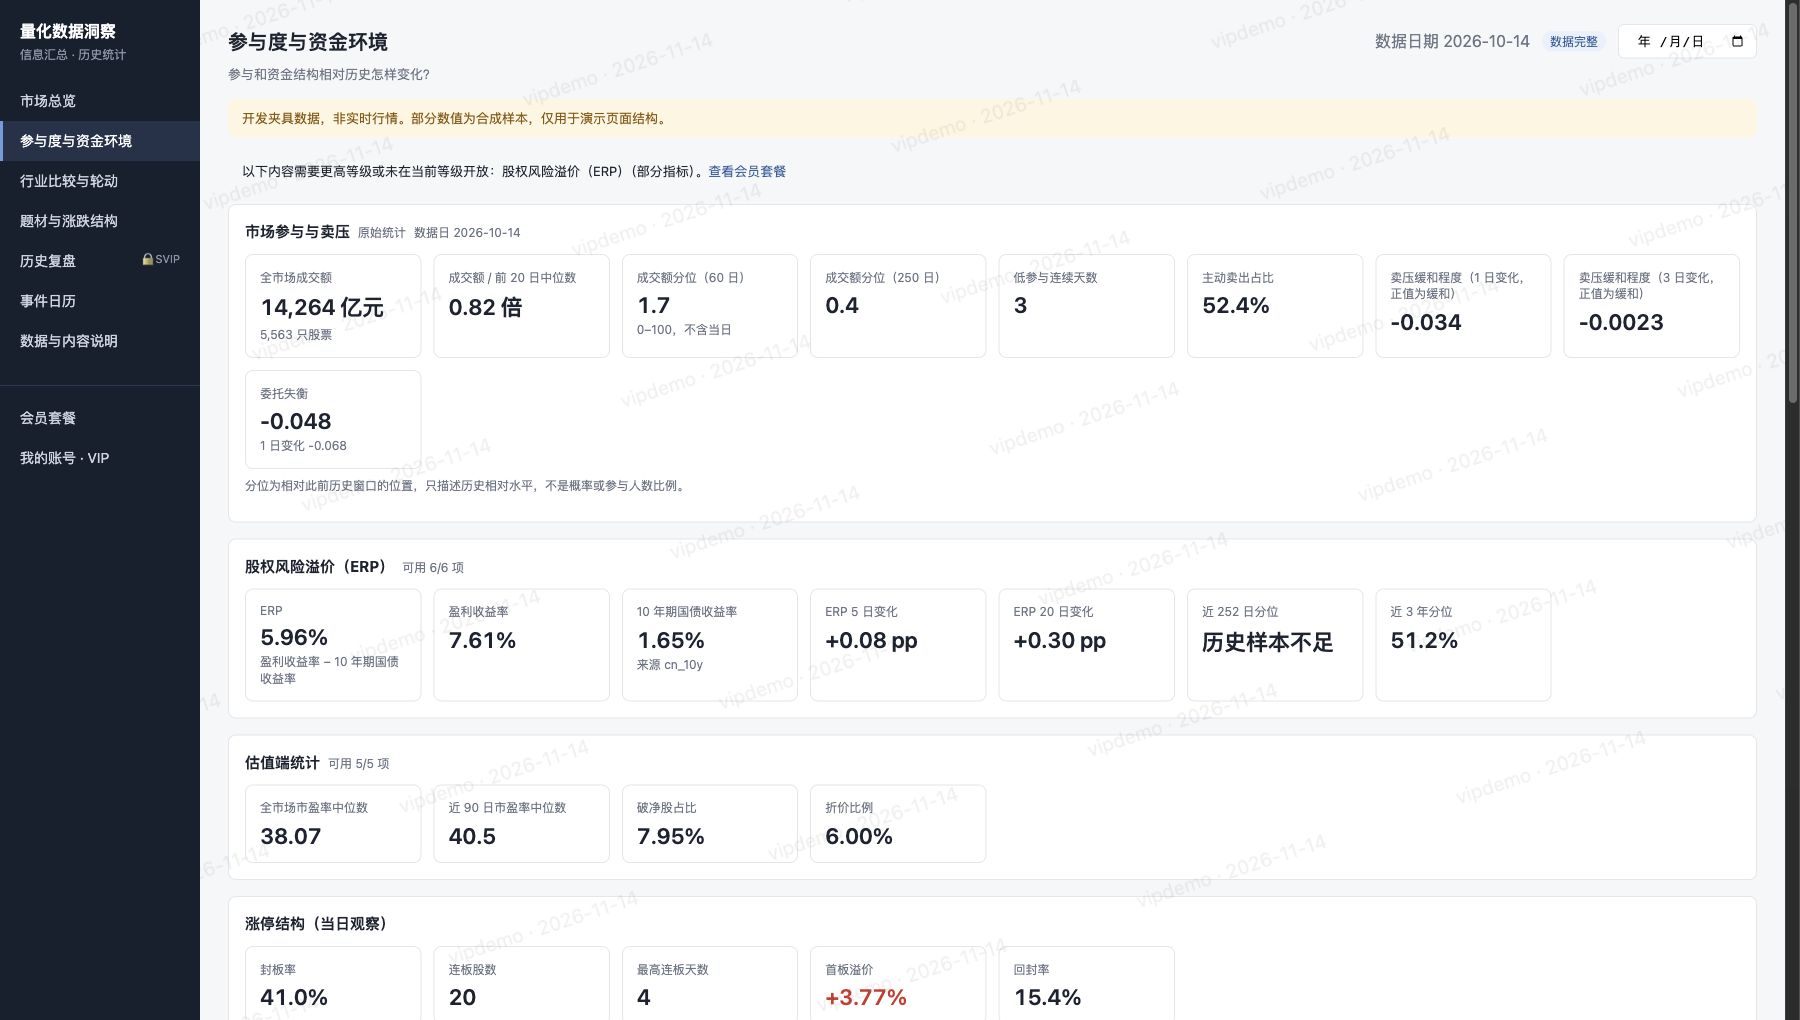 量化数据洞察
信息汇总 · 历史统计
市场总览
参与度与资金环境
行业比较与轮动
题材与涨跌结构
历史复盘
🔒SVIP
事件日历
数据与内容说明
会员套餐
我的账号 · VIP
参与度与资金环境
参与和资金结构相对历史怎样变化?
数据日期 2026-10-14
数据完整
年 /月/日
开发夹具数据，非实时行情。部分数值为合成样本，仅用于演示页面结构。
以下内容需要更高等级或未在当前等级开放：股权风险溢价（ERP）(部分指标)。查看会员套餐
市场参与与卖压 原始统计 数据日 2026-10-14
全市场成交额
14,264 亿元
5,563 只股票
成交额 / 前 20 日中位数
0.82 倍
成交额分位（60 日）
1.7
0–100，不含当日
成交额分位（250 日）
0.4
低参与连续天数
3
主动卖出占比
52.4%
卖压缓和程度（1 日变化，
正值为缓和）
-0.034
卖压缓和程度（3 日变化，
正值为缓和）
-0.0023
委托失衡
-0.048
1 日变化 -0.068
分位为相对此前历史窗口的位置，只描述历史相对水平，不是概率或参与人数比例。
股权风险溢价（ERP） 可用 6/6 项
ERP
5.96%
盈利收益率 − 10 年期国债
收益率
盈利收益率
7.61%
10 年期国债收益率
1.65%
来源 cn_10y
ERP 5 日变化
+0.08 pp
ERP 20 日变化
+0.30 pp
近 252 日分位
历史样本不足
近 3 年分位
51.2%
估值端统计 可用 5/5 项
全市场市盈率中位数
38.07
近 90 日市盈率中位数
40.5
破净股占比
7.95%
折价比例
6.00%
涨停结构（当日观察）
封板率
41.0%
连板股数
20
最高连板天数
4
首板溢价
+3.77%
回封率
15.4%
vipdemo · 2026-11-14